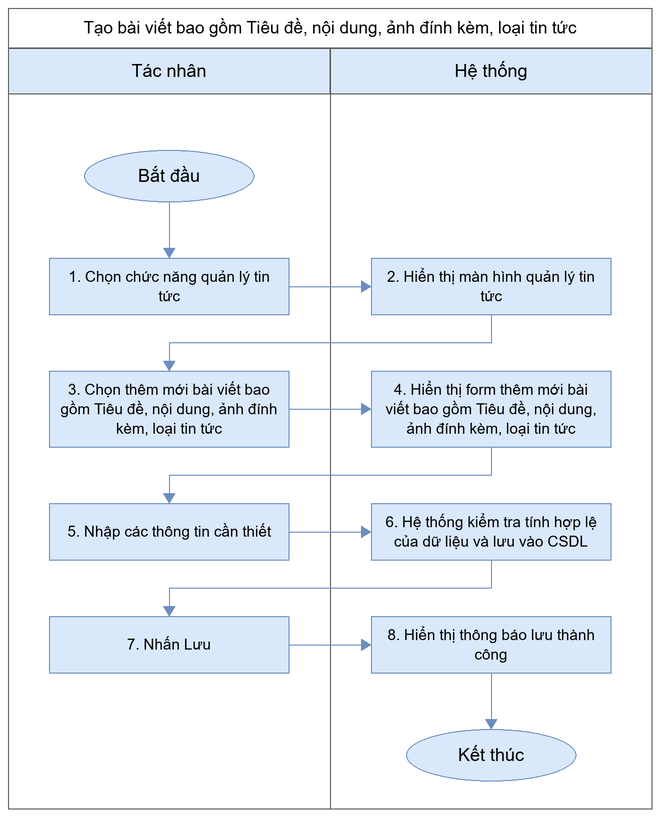 Tạo bài viết bao gồm Tiêu đề, nội dung, ảnh đính kèm, loại tin tức
Tác nhân
Hệ thống
Bắt đầu
1. Chọn chức năng quản lý tin
tức
2. Hiển thị màn hình quản lý tin
tức
3. Chọn thêm mới bài viết bao
gồm Tiêu đề, nội dung, ảnh đính
kèm, loại tin tức
4. Hiển thị form thêm mới bài
viết bao gồm Tiêu đề, nội dung,
ảnh đính kèm, loại tin tức
5. Nhập các thông tin cần thiết
6. Hệ thống kiểm tra tính hợp lệ
của dữ liệu và lưu vào CSDL
7. Nhấn Lưu
8. Hiển thị thông báo lưu thành
công
Kết thúc